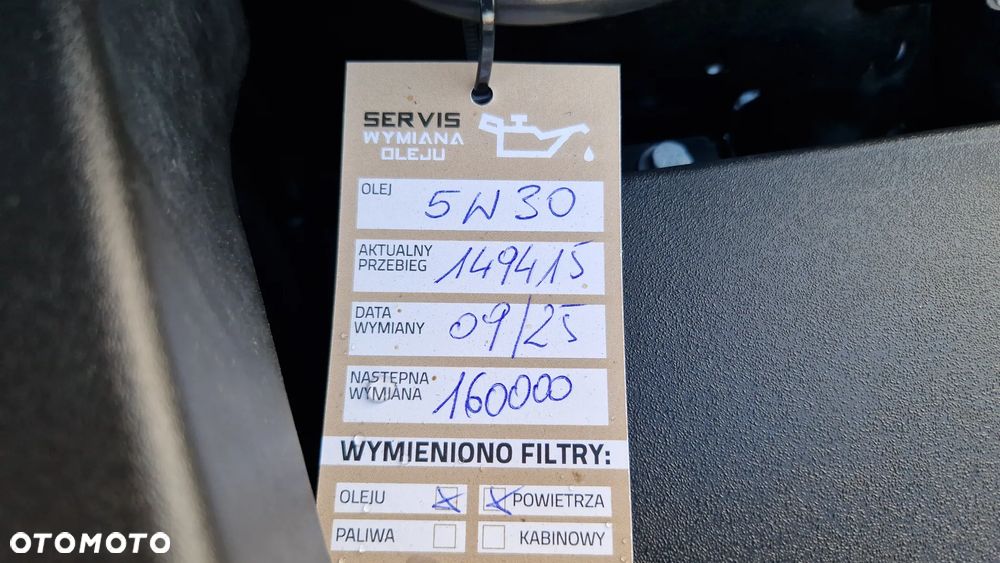 SERVIS
WYMIANA
OLEJU
OLEJ 5W30
AKTUALNY
PRZEBIEG 149415
DATA
WYMIANY 09/25
NASTĘPNA
WYMIANA 160000
WYMIENIONO FILTRY:
OLEJU POWIETRZA
PALIWA KABINOWY
OTOMOTO